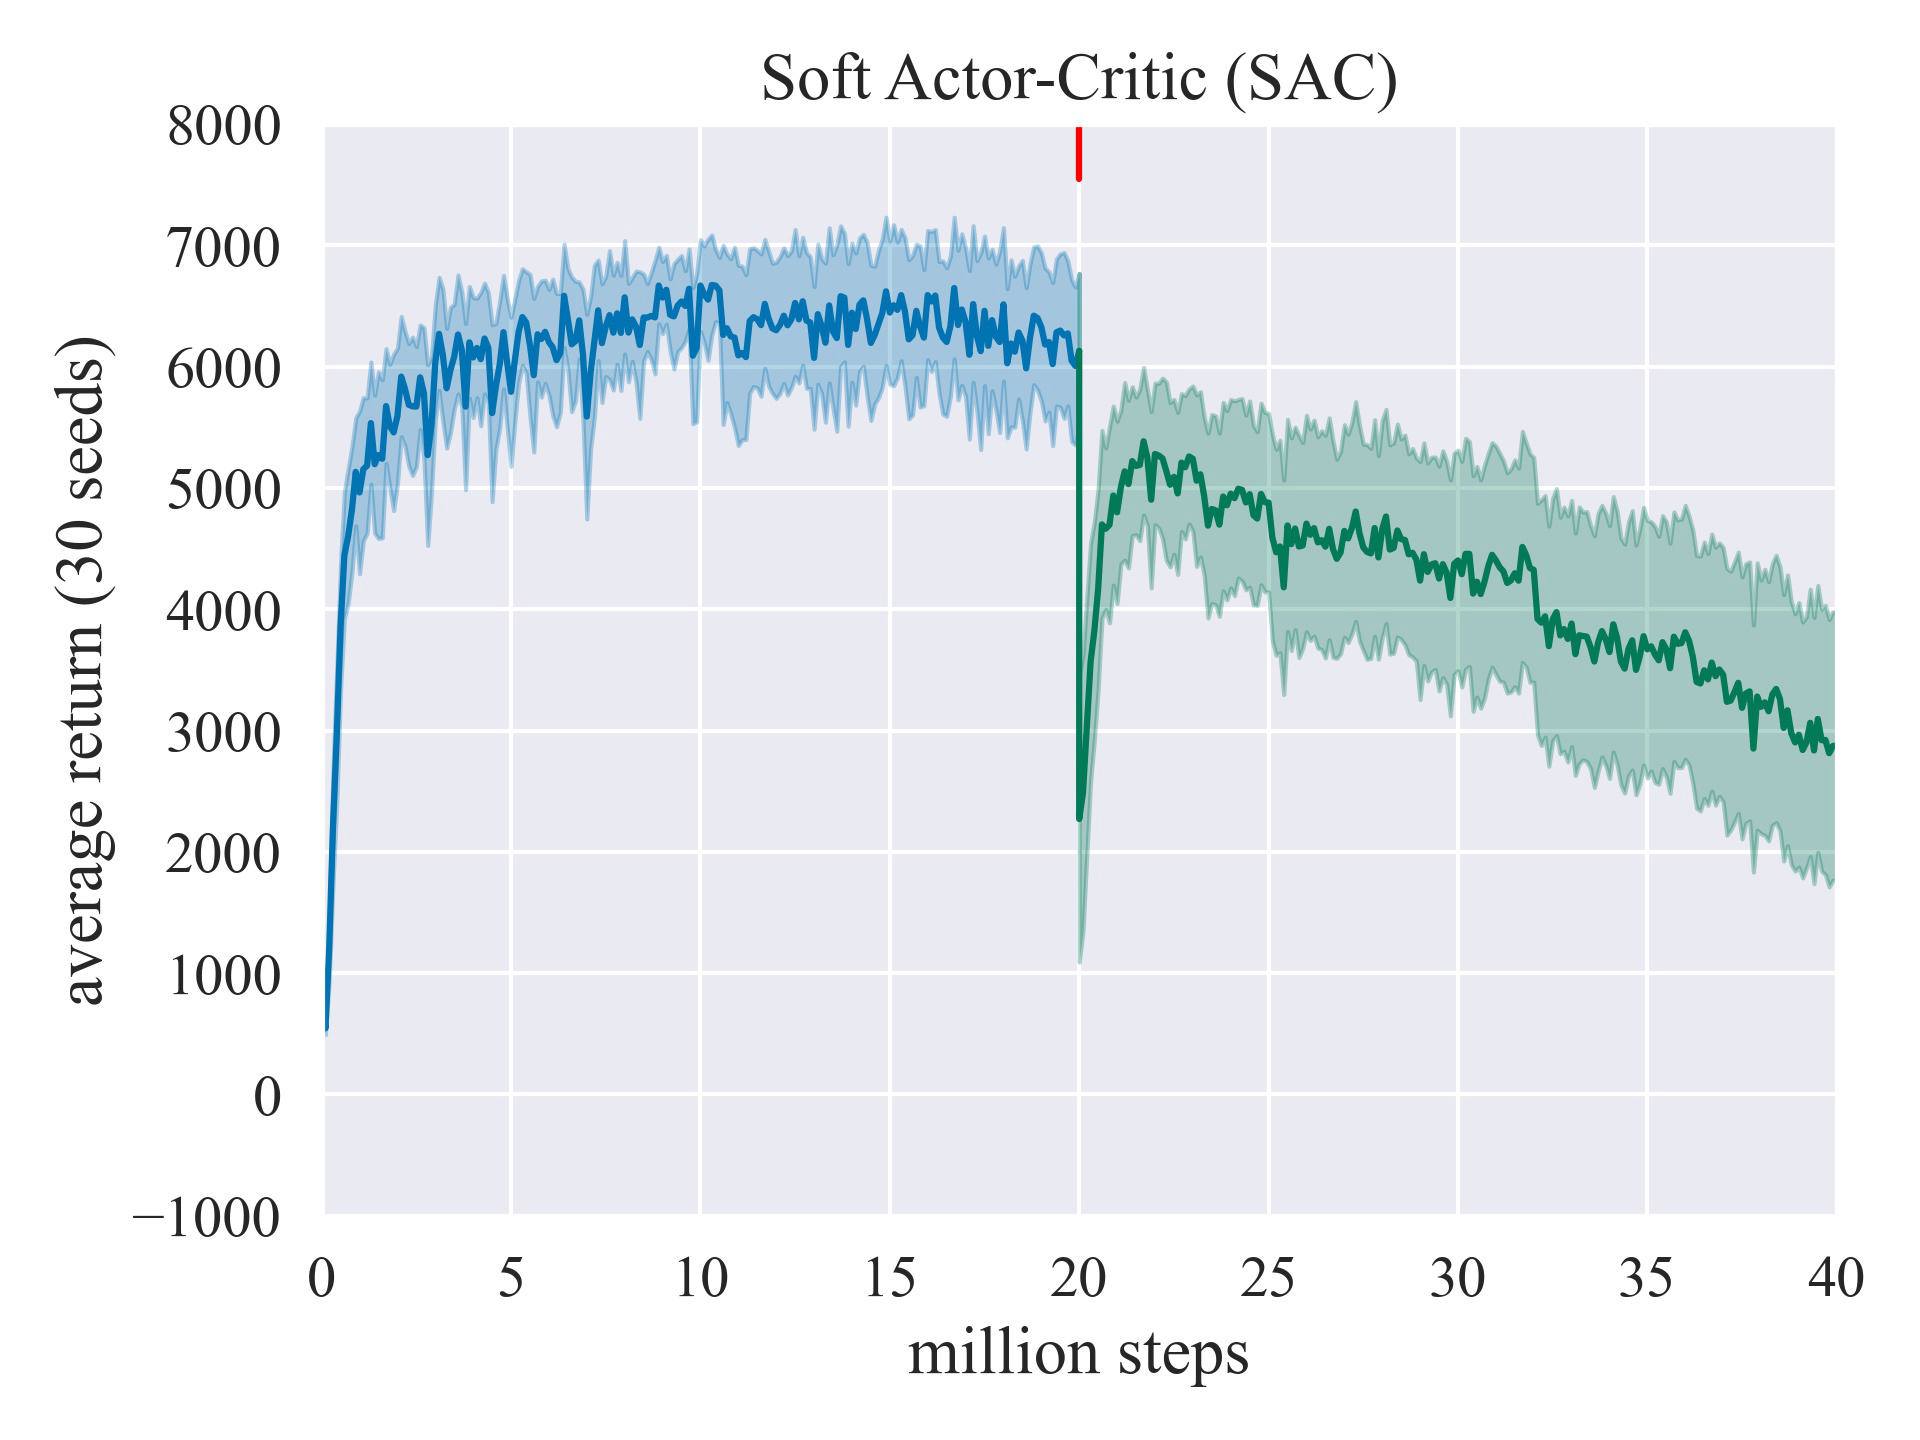 Soft Actor-Critic (SAC)
8000
7000
6000
5000
4000
3000
2000
1000
0
−1000
average return (30 seeds)
0 5 10 15 20 25 30 35 40
million steps